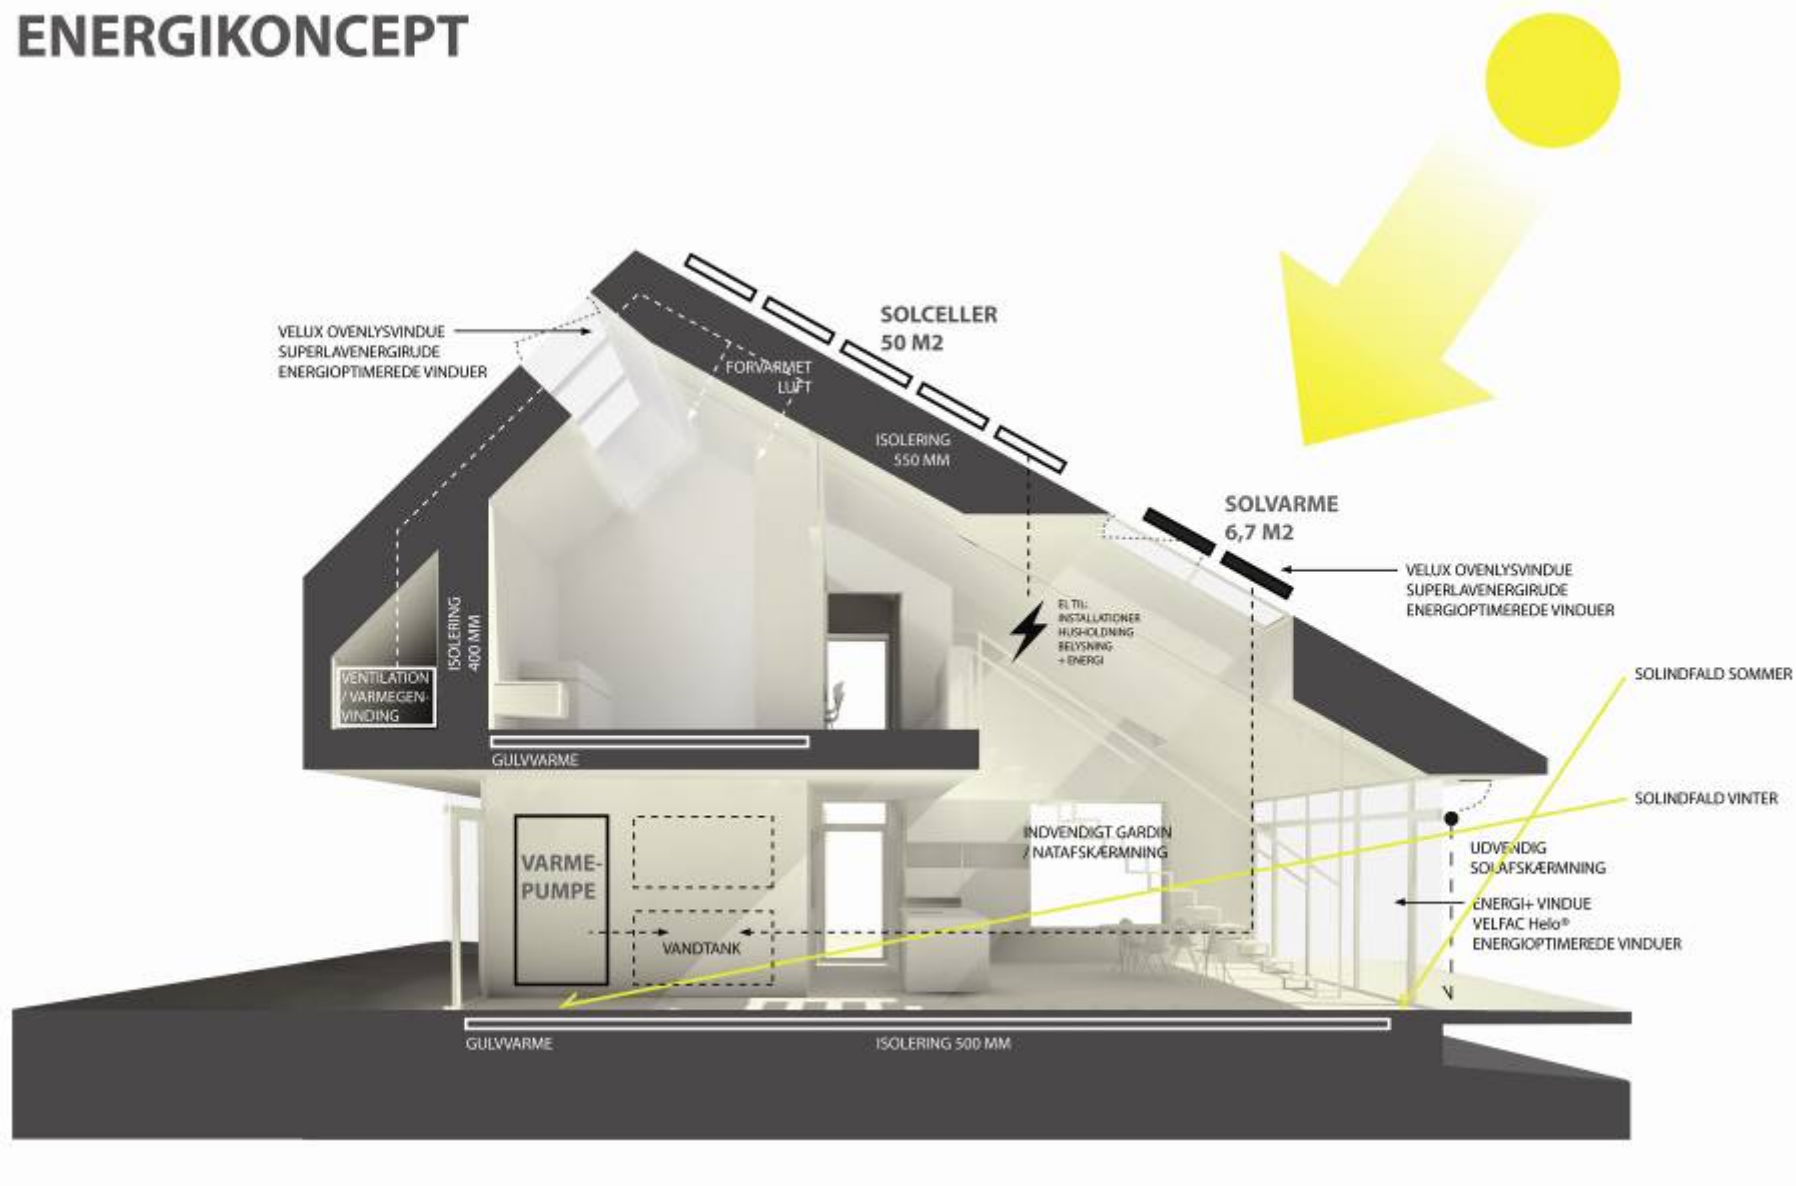 ENERGIKONCEPT
VELUX OVENLYSVINDUE
SUPERLAVENERGIRUDE
ENERGIOPTIMEREDE VINDUER
SOLCELLER
50 M2
FORVARMET
LUFT
ISOLERING
550 MM
SOLVARME
6,7 M2
VELUX OVENLYSVINDUE
SUPERLAVENERGIRUDE
ENERGIOPTIMEREDE VINDUER
EL TIL:
INSTALLATIONER
HUSHOLDNING
BELYSNING
+ ENERGI
ISOLERING
400 MM
VENTILATION
/ VARMEGEN-
VINDING
GULVVARME
SOLINDFALD SOMMER
SOLINDFALD VINTER
INDVENDIGT GARDIN
/ NATAFSKÆRMNING
UDVENDIG
SOLAFSKÆRMNING
ENERGI+ VINDUE
VELFAC Helo®
ENERGIOPTIMEREDE VINDUER
VARME-
PUMPE
VANDTANK
GULVVARME
ISOLERING 500 MM